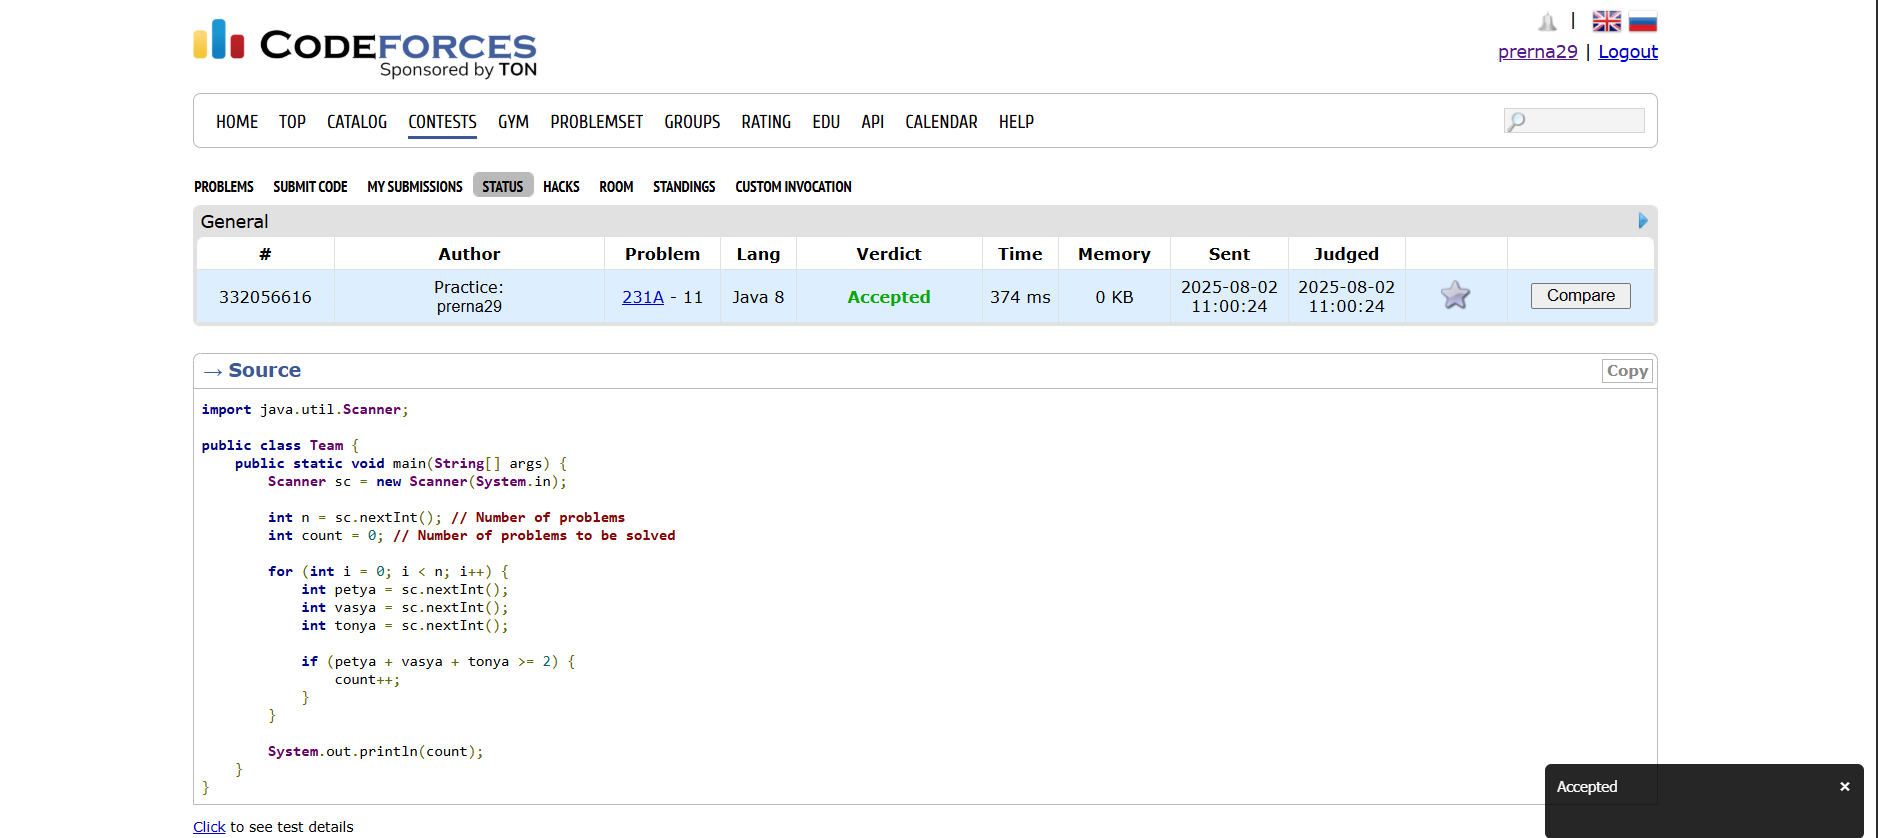 CODEFORCES
Sponsored by TON
|
prerna29 | Logout
HOME TOP CATALOG CONTESTS GYM PROBLEMSET GROUPS RATING EDU API CALENDAR HELP
PROBLEMS SUBMIT CODE MY SUBMISSIONS STATUS HACKS ROOM STANDINGS CUSTOM INVOCATION
General
# Author Problem Lang Verdict Time Memory Sent Judged
332056616 Practice: prerna29 231A - 11 Java 8 Accepted 374 ms 0 KB 2025-08-02 11:00:24 2025-08-02 11:00:24 Compare
→ Source Copy
import java.util.Scanner;
public class Team {
    public static void main(String[] args) {
        Scanner sc = new Scanner(System.in);
        int n = sc.nextInt(); // Number of problems
        int count = 0; // Number of problems to be solved
        for (int i = 0; i < n; i++) {
            int petya = sc.nextInt();
            int vasya = sc.nextInt();
            int tonya = sc.nextInt();
            if (petya + vasya + tonya >= 2) {
                count++;
            }
        }
        System.out.println(count);
    }
}
Accepted ×
Click to see test details